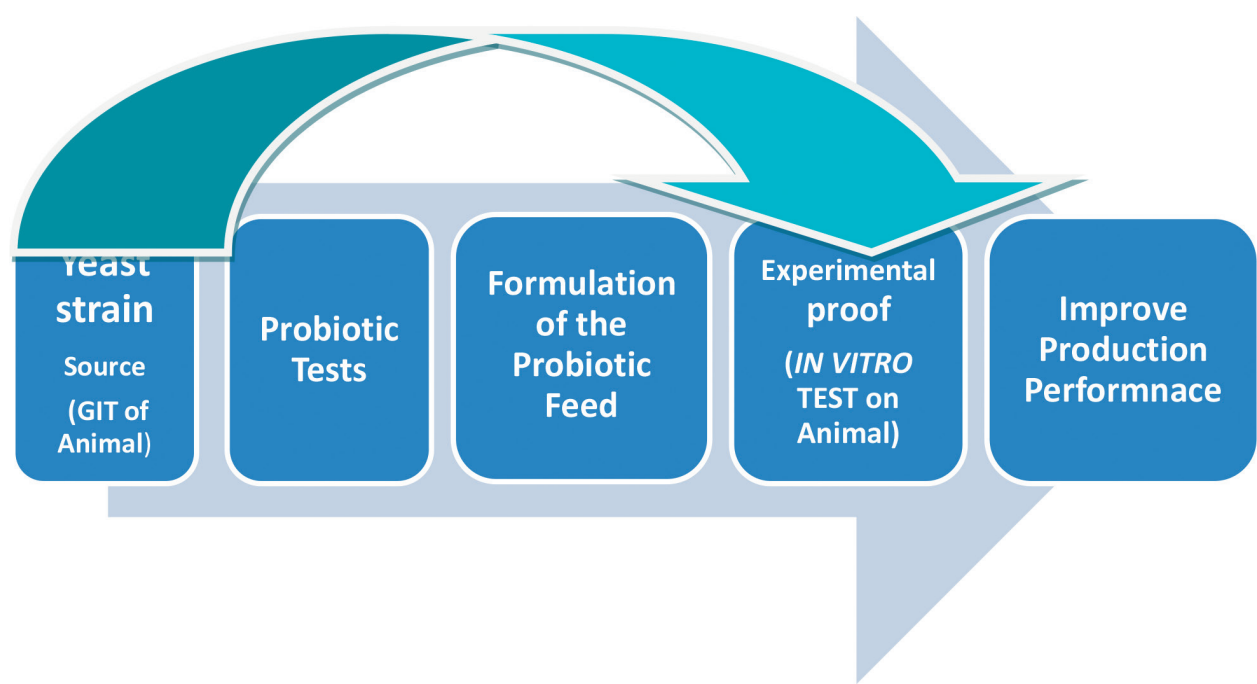 Yeast
strain
Source
(GIT of
Animal)
Probiotic
Tests
Formulation
of the
Probiotic
Feed
Experimental
proof
(IN VITRO
TEST on
Animal)
Improve
Production
Performnace